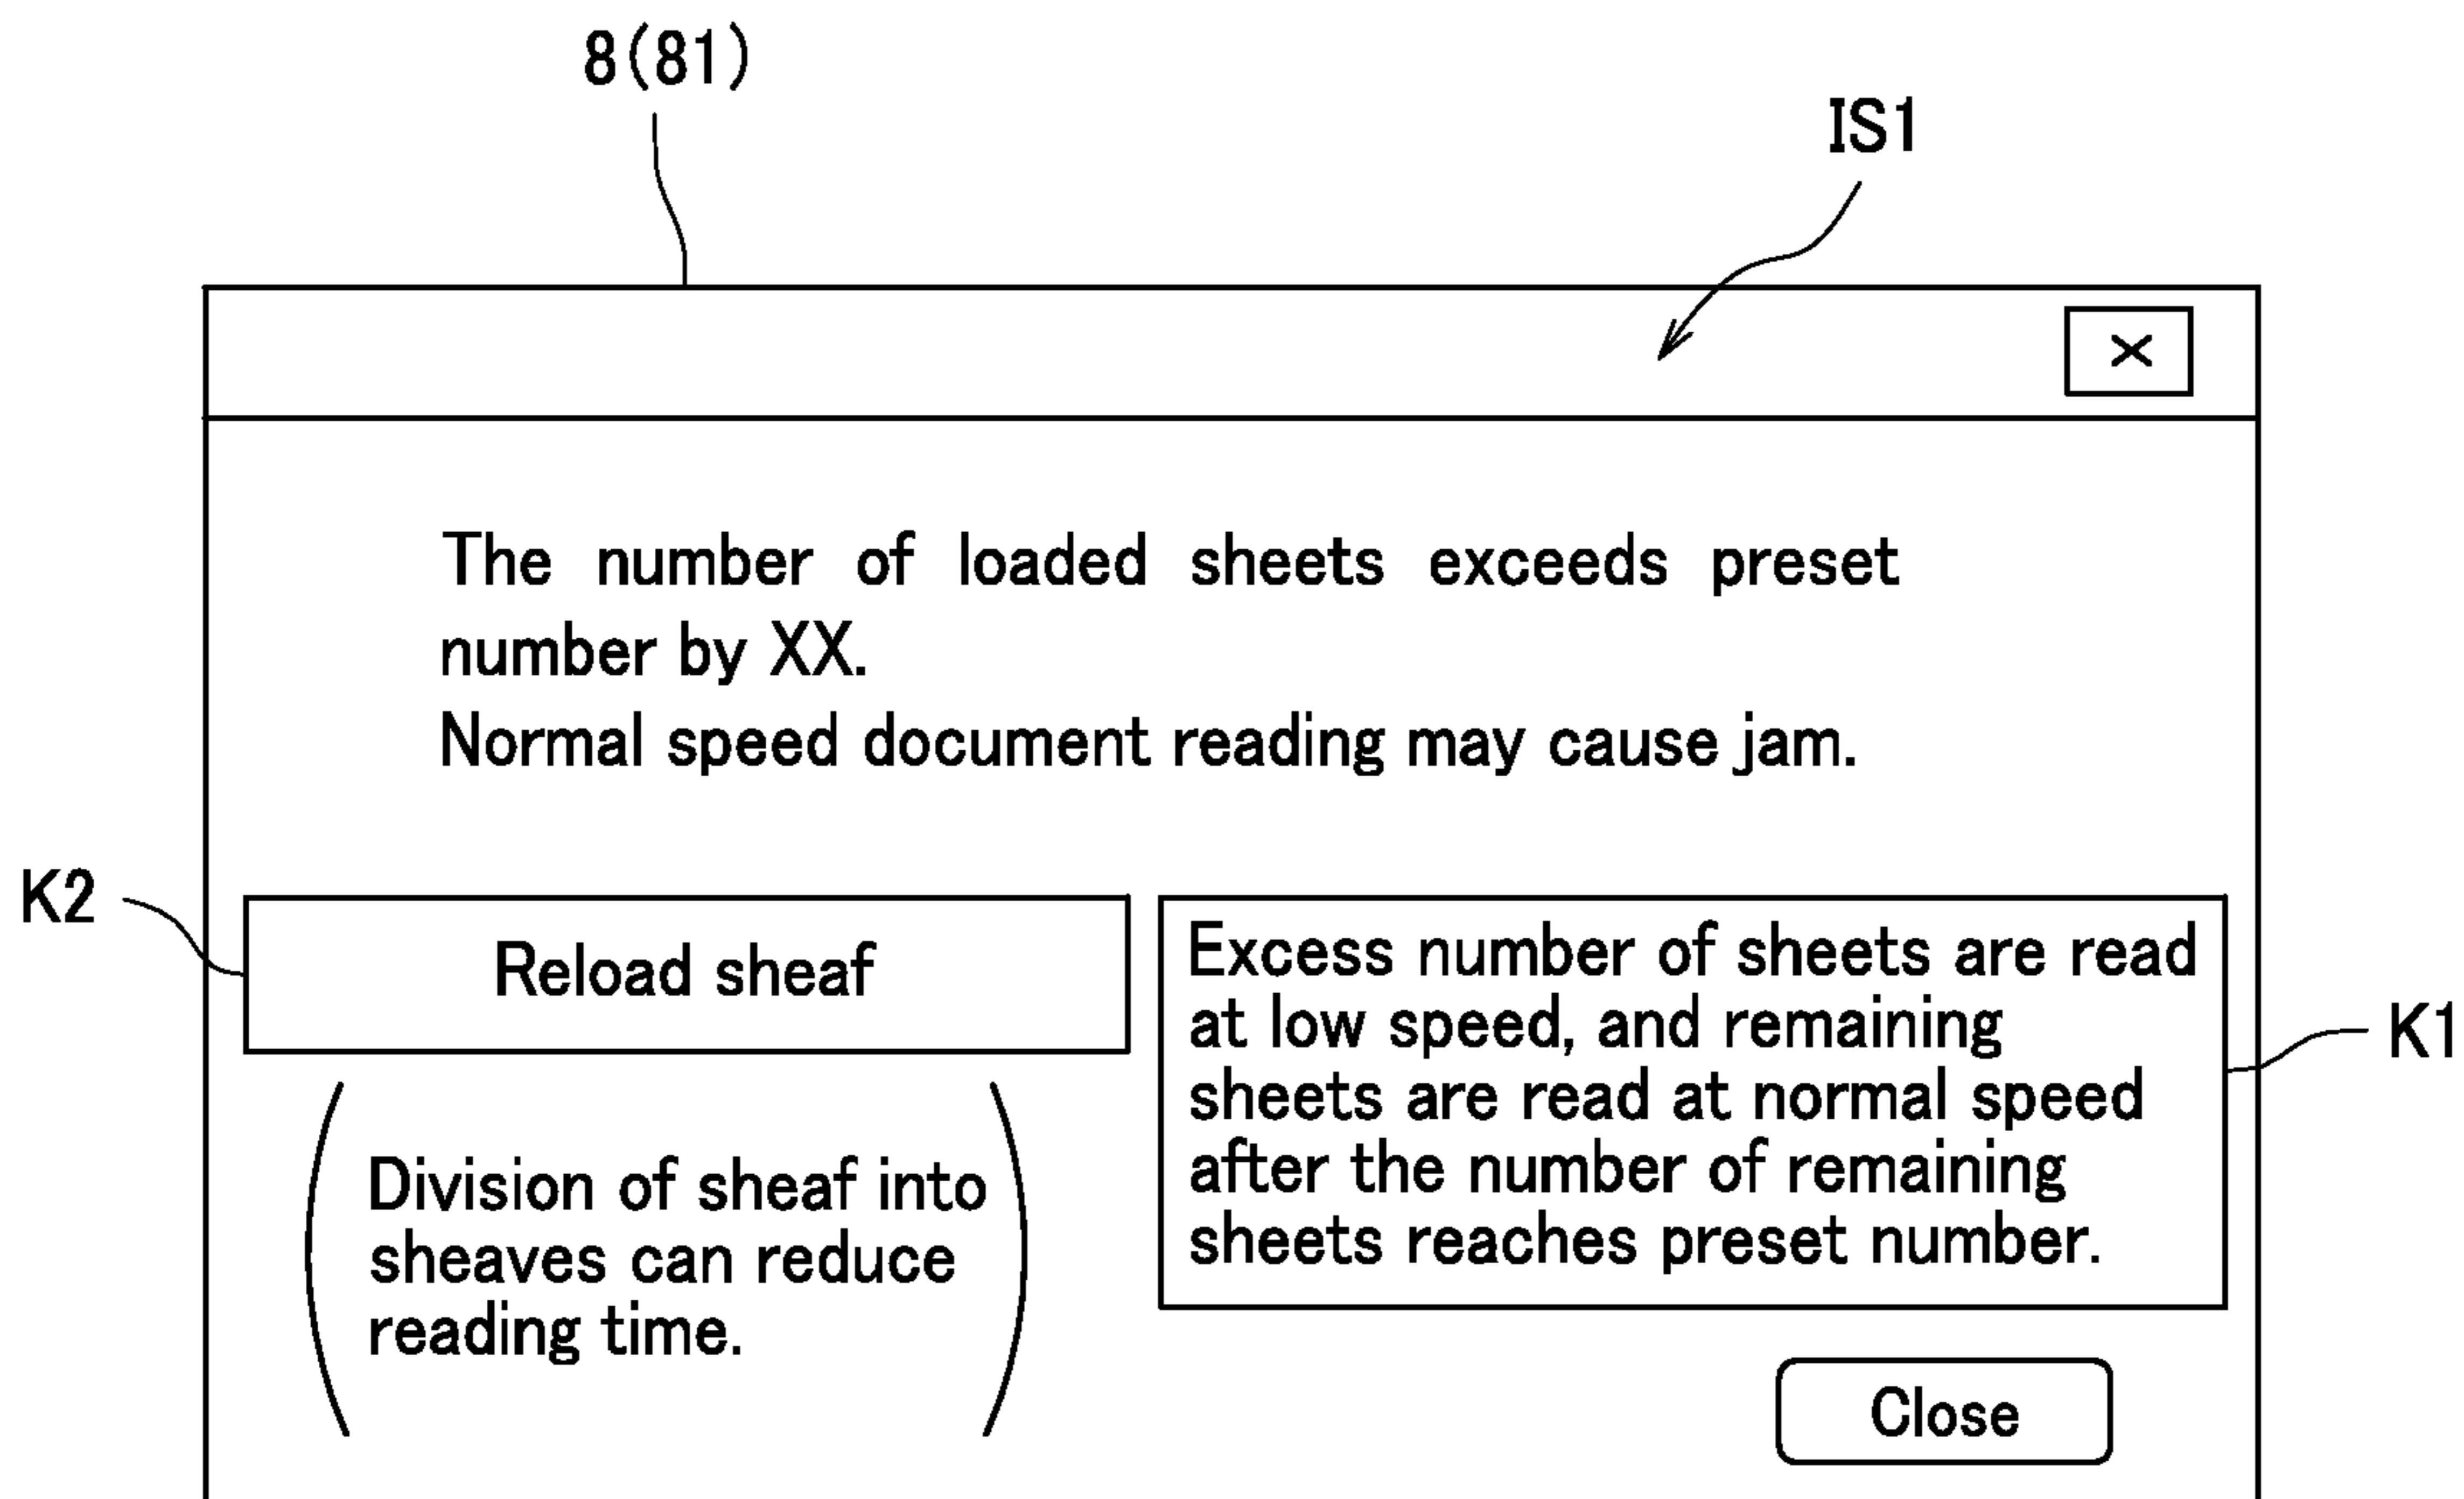 8(81)
IS1
×
The number of loaded sheets exceeds preset
number by XX.
Normal speed document reading may cause jam.
K2
Reload sheaf
Division of sheaf into
sheaves can reduce
reading time.
Excess number of sheets are read
at low speed, and remaining
sheets are read at normal speed
after the number of remaining
sheets reaches preset number.
K1
Close